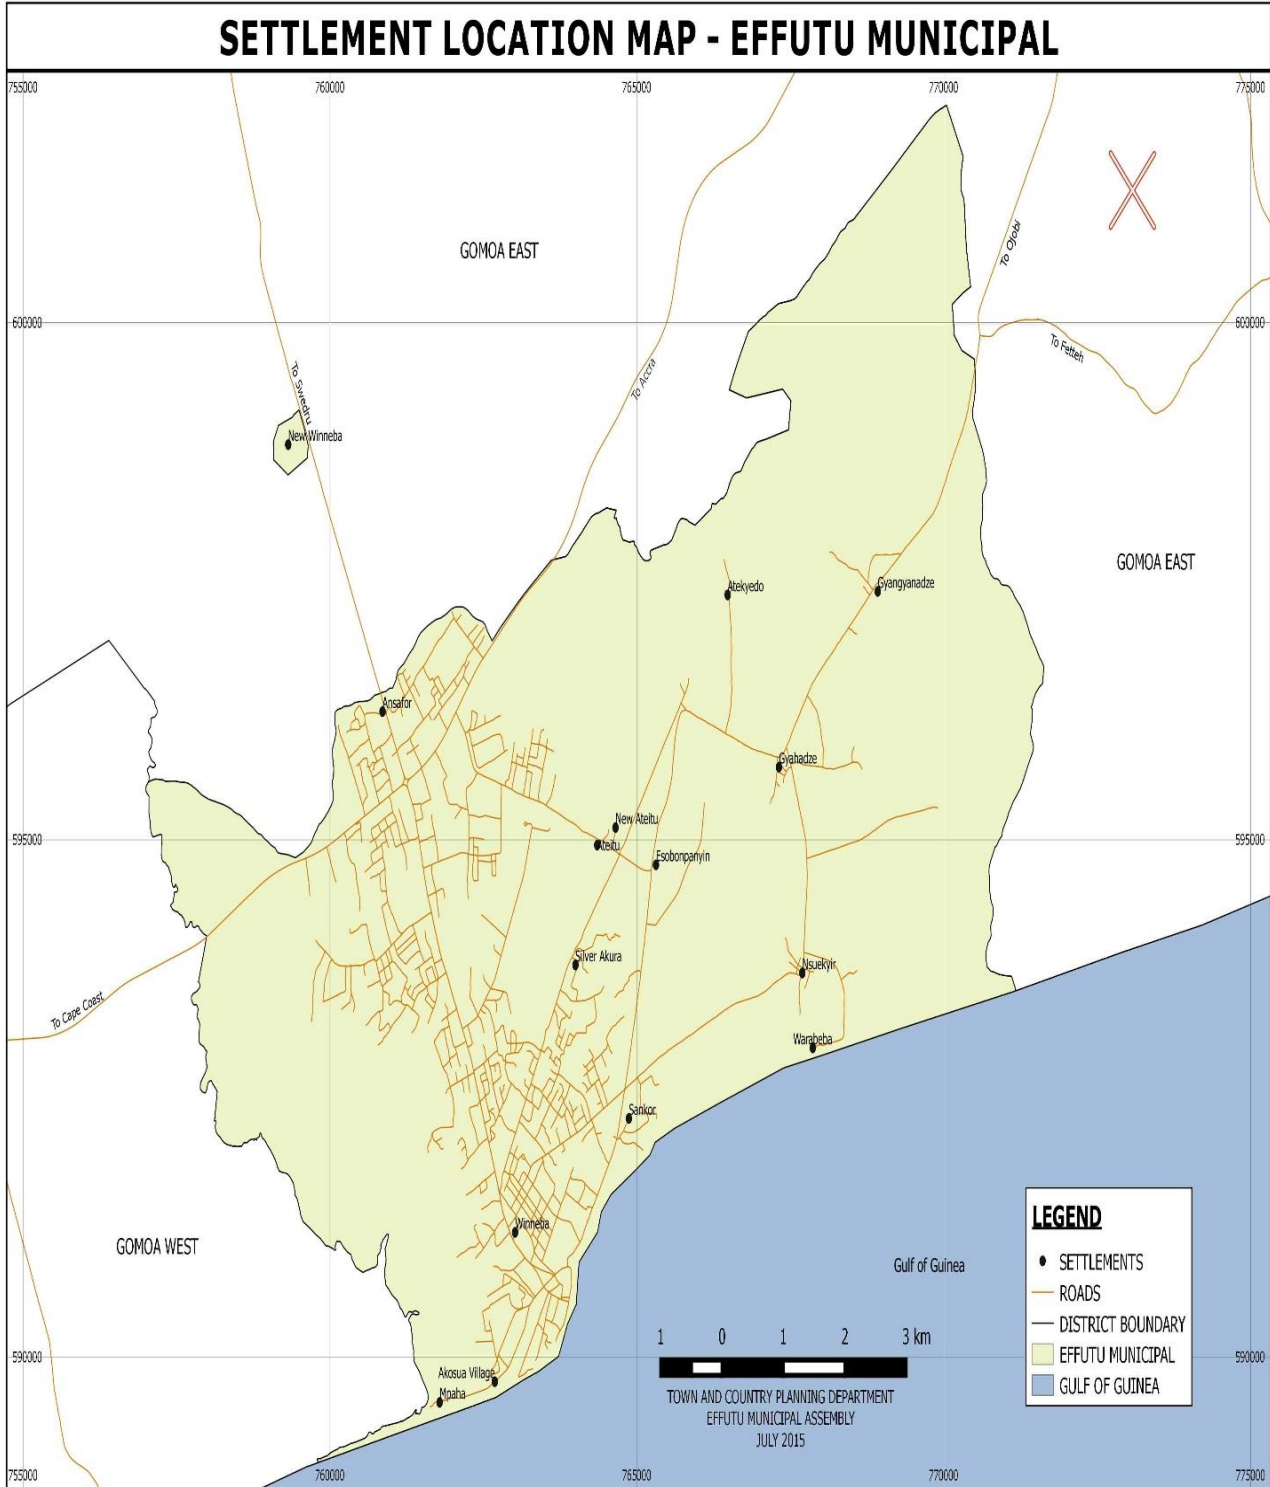 SETTLEMENT LOCATION MAP - EFFUTU MUNICIPAL
755000
760000
765000
770000
775000
To Ojobi
GOMOA EAST
600000
600000
To Fetteh
To Accra
To Swedru
New Winneba
GOMOA EAST
Atekyedo
Gyangyanadze
Ansafor
Gyahadze
New Ateitu
595000
Ateitu
595000
Esobonpanyin
Silver Akura
Nsuekyir
To Cape Coast
Warabeba
Sankor
Winneba
GOMOA WEST
Gulf of Guinea
LEGEND
SETTLEMENTS
ROADS
DISTRICT BOUNDARY
EFFUTU MUNICIPAL
GULF OF GUINEA
1 0 1 2 3 km
590000
590000
Akosua Village
Mpaha
TOWN AND COUNTRY PLANNING DEPARTMENT
EFFUTU MUNICIPAL ASSEMBLY
JULY 2015
755000
760000
765000
770000
775000